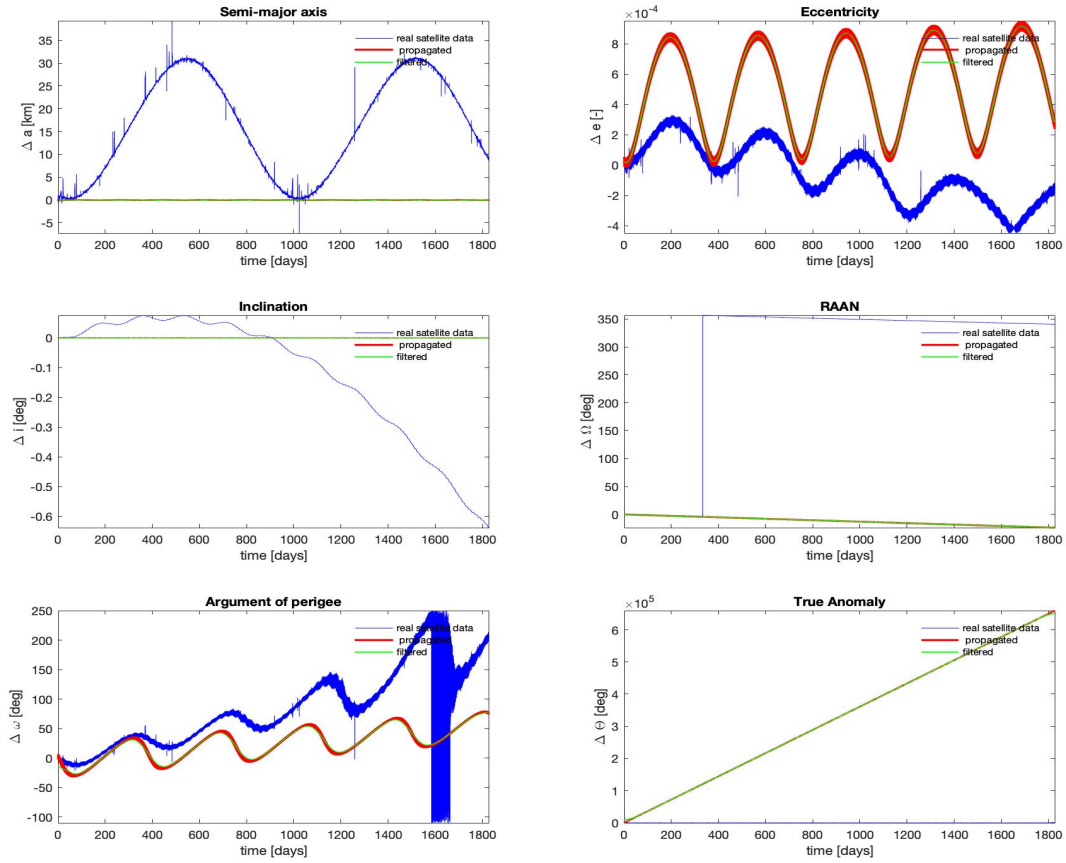 Semi-major axis
35
30
25
20
15
10
5
0
-5
Δ a [km]
real satellite data
propagated
filtered
0 200 400 600 800 1000 1200 1400 1600 1800
time [days]
×10⁻⁴
Eccentricity
8
6
4
2
0
-2
-4
Δ e [-]
real satellite data
propagated
filtered
0 200 400 600 800 1000 1200 1400 1600 1800
time [days]
Inclination
0
-0.1
-0.2
-0.3
-0.4
-0.5
-0.6
Δ i [deg]
real satellite data
propagated
filtered
0 200 400 600 800 1000 1200 1400 1600 1800
time [days]
RAAN
350
300
250
200
150
100
50
0
Δ Ω [deg]
real satellite data
propagated
filtered
0 200 400 600 800 1000 1200 1400 1600 1800
time [days]
Argument of perigee
250
200
150
100
50
0
-50
-100
Δ ω [deg]
real satellite data
propagated
filtered
0 200 400 600 800 1000 1200 1400 1600 1800
time [days]
×10⁵
True Anomaly
6
5
4
3
2
1
0
Δ Θ [deg]
real satellite data
propagated
filtered
0 200 400 600 800 1000 1200 1400 1600 1800
time [days]